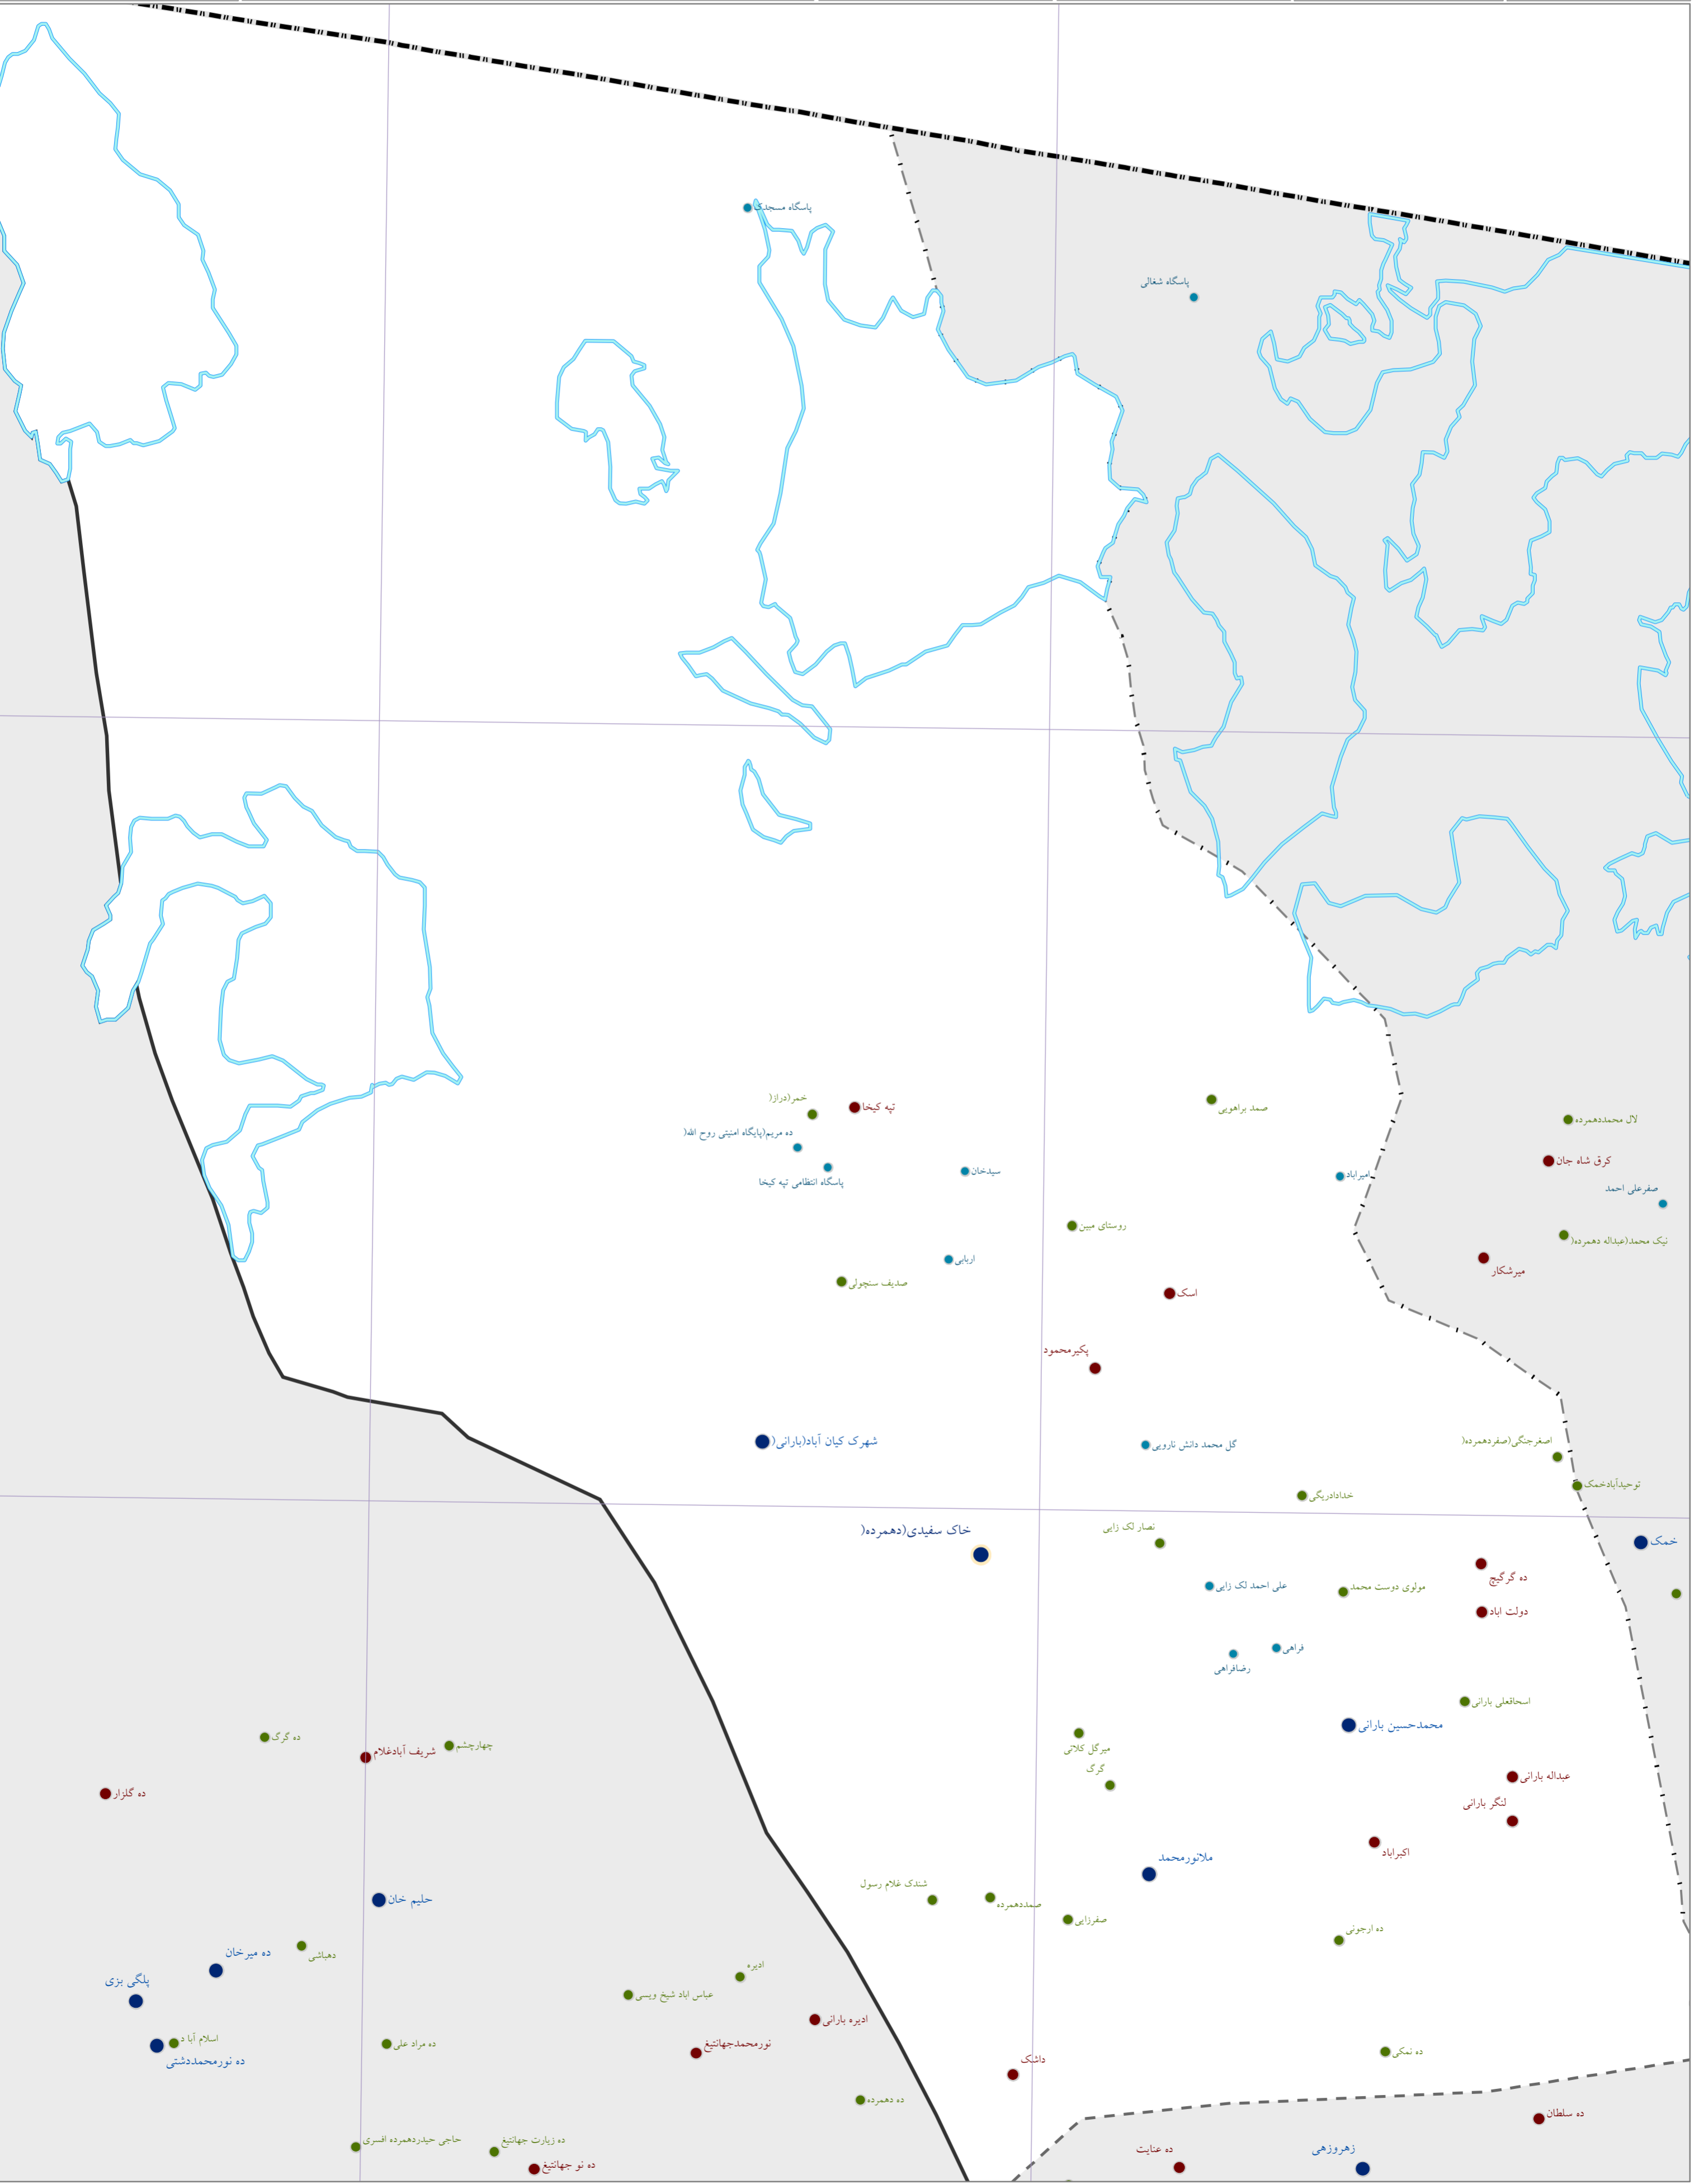 پاسگاه مسجدک
پاسگاه شغالی
خمر(دراز(
تپه کیخا
صمد براهویی
لال محمددهمرده
ده مریم(پایگاه امنیتی روح الله(
کرق شاه جان
پاسگاه انتظامی تپه کیخا
سیدخان
امیراباد
صفرعلی احمد
روستای مبین
نیک محمد(عبداله دهمرده(
اربابی
میرشکار
صدیف سنچولی
اسک
پکیرمحمود
شهرک کیان آباد(بارانی(
گل محمد دانش نارویی
اصغرجنگی(صفردهمرده(
توحیدآبادخمک
خدادادریگی
خاک سفیدی(دهمرده(
نصار لک زایی
خمک
ده گرگیچ
علی احمد لک زایی
مولوی دوست محمد
دولت اباد
فراهی
رضافراهی
اسحاقعلی بارانی
محمدحسین بارانی
ده گرگ
شریف آبادغلام
چهارچشم
میرگل کلانی
گرگ
عبداله بارانی
ده گلزار
لنگر بارانی
اکبراباد
ملانورمحمد
شندک غلام رسول
حلیم خان
صمددهمرده
صفرزایی
ده ارجونی
ده میرخان
دهباشی
ادیره
پلگی بزی
عباس اباد شیخ ویسی
ادیره بارانی
اسلام آبا د
ده مراد علی
نورمحمدجهانتیغ
ده نورمحمددشتی
داشک
ده نمکی
ده دهمرده
ده سلطان
حاجی حیدردهمرده افسری
ده زیارت جهانتیغ
ده نو جهانتیغ
ده عنایت
زهروزهی